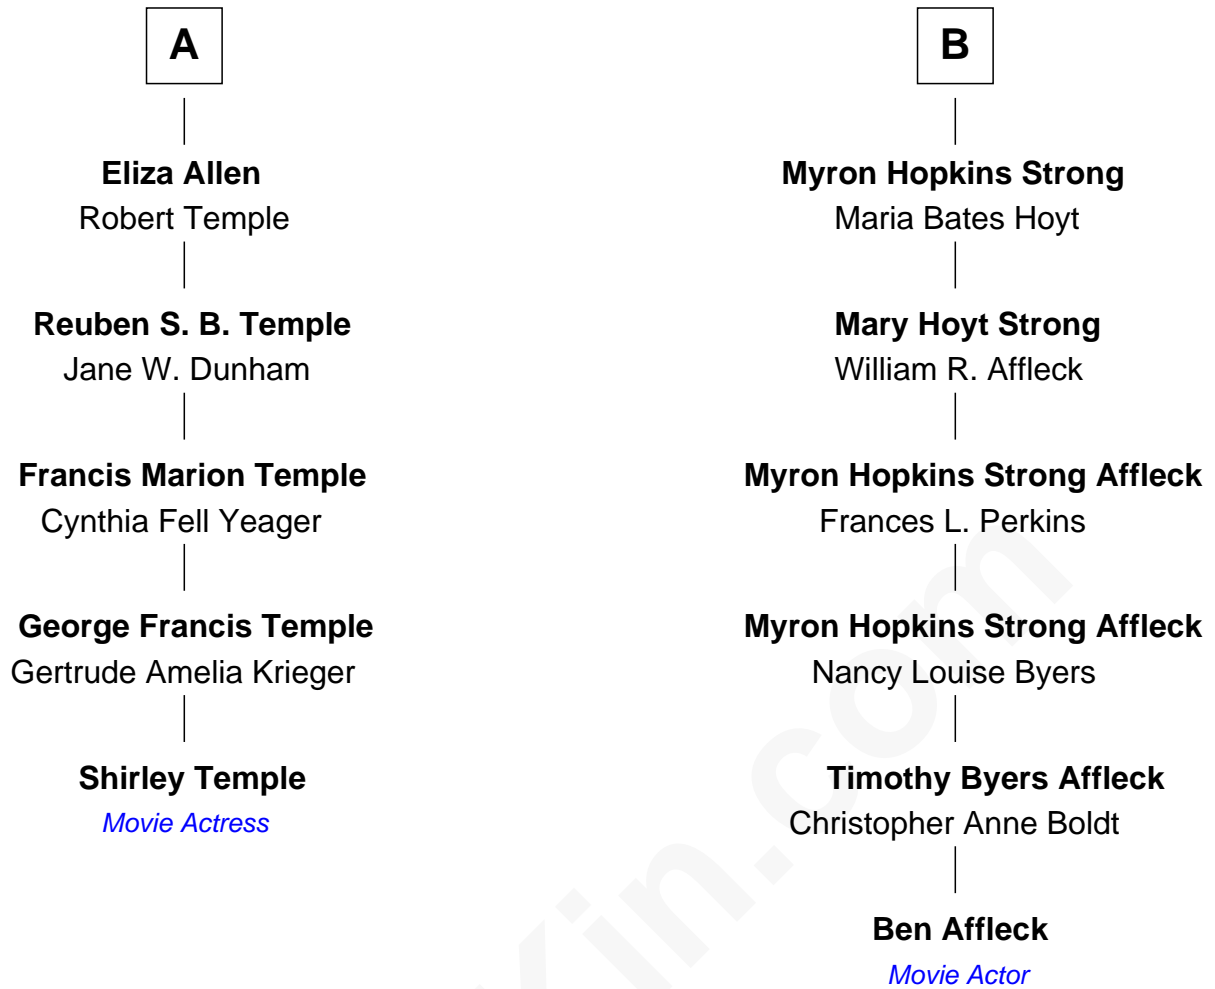 A
Eliza Allen
Robert Temple
Reuben S. B. Temple
Jane W. Dunham
Francis Marion Temple
Cynthia Fell Yeager
George Francis Temple
Gertrude Amelia Krieger
Shirley Temple
Movie Actress
B
Myron Hopkins Strong
Maria Bates Hoyt
Mary Hoyt Strong
William R. Affleck
Myron Hopkins Strong Affleck
Frances L. Perkins
Myron Hopkins Strong Affleck
Nancy Louise Byers
Timothy Byers Affleck
Christopher Anne Boldt
Ben Affleck
Movie Actor
Kin.com